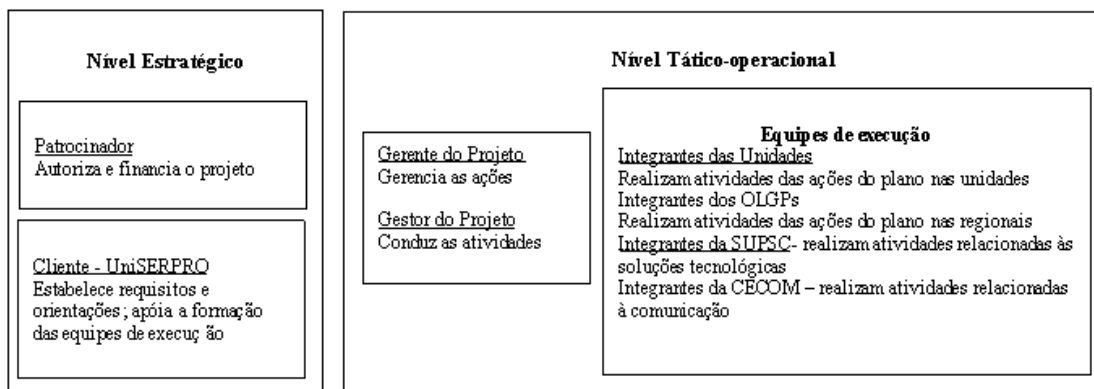 Nível Estratégico
Patrocinador
Autoriza e financia o projeto
Cliente - UniSERPRO
Estabelece requisitos e
orientações; apóia a formação
das equipes de execuç ão
Nível Tático-operacional
Gerente do Projeto
Gerencia as ações
Gestor do Projeto
Conduz as atividades
Equipes de execução
Integrantes das Unidades
Realizam atividades das ações do plano nas unidades
Integrantes dos OLGPs
Realizam atividades das ações do plano nas regionais
Integrantes da SUPSC- realizam atividades relacionadas às
soluções tecnológicas
Integrantes da CECOM – realizam atividades relacionadas
à comunicação